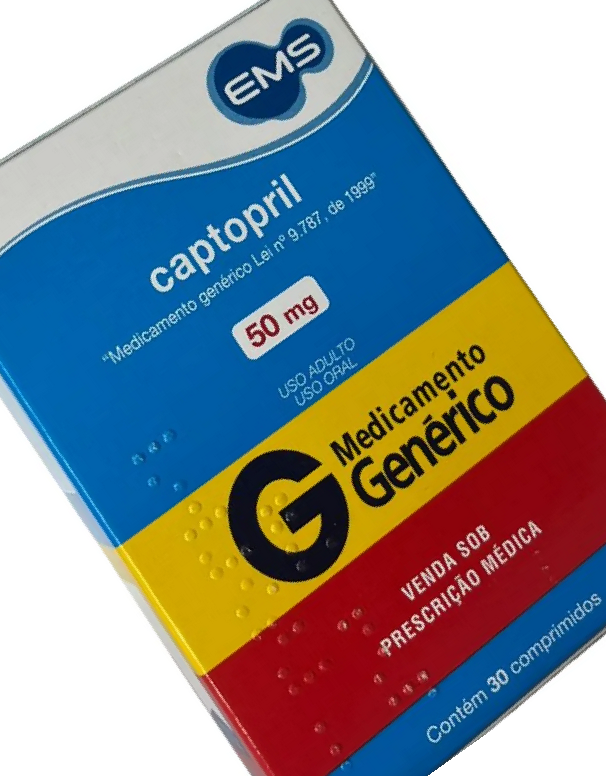 EMS
captopril
"Medicamento genérico Lei nº 9.787, de 1999"
50 mg
USO ADULTO
USO ORAL
G
Medicamento
Genérico
VENDA SOB
PRESCRIÇÃO MÉDICA
Contém 30 comprimidos